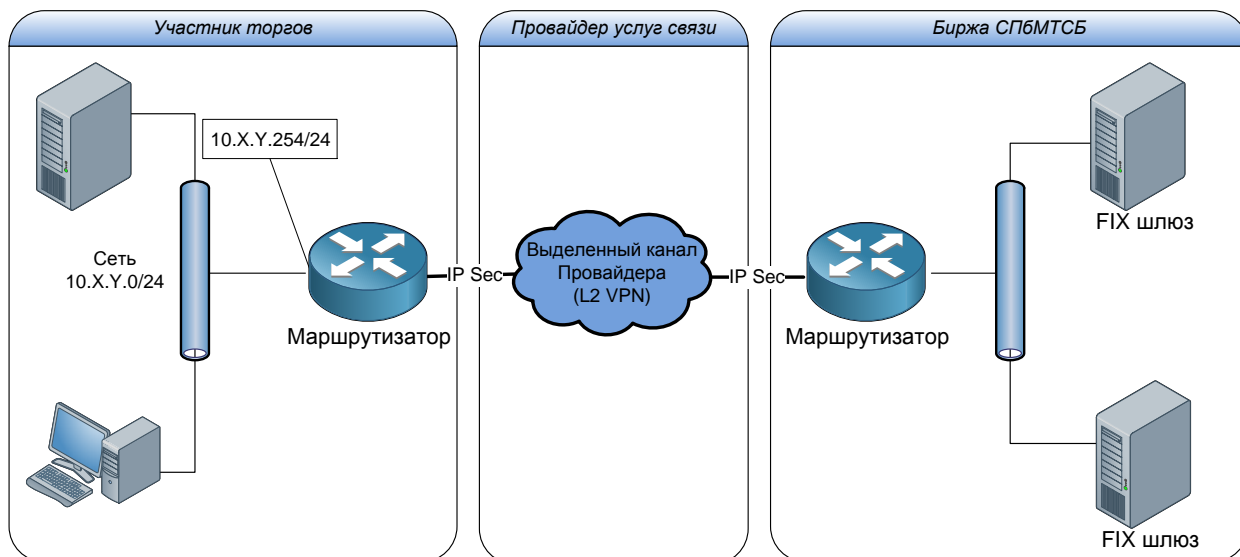 Участник торгов
Провайдер услуг связи
Биржа СПбМТСБ
10.X.Y.254/24
Сеть
10.X.Y.0/24
Маршрутизатор
IP Sec
Выделенный канал
Провайдера
(L2 VPN)
IP Sec
Маршрутизатор
FIX шлюз
FIX шлюз